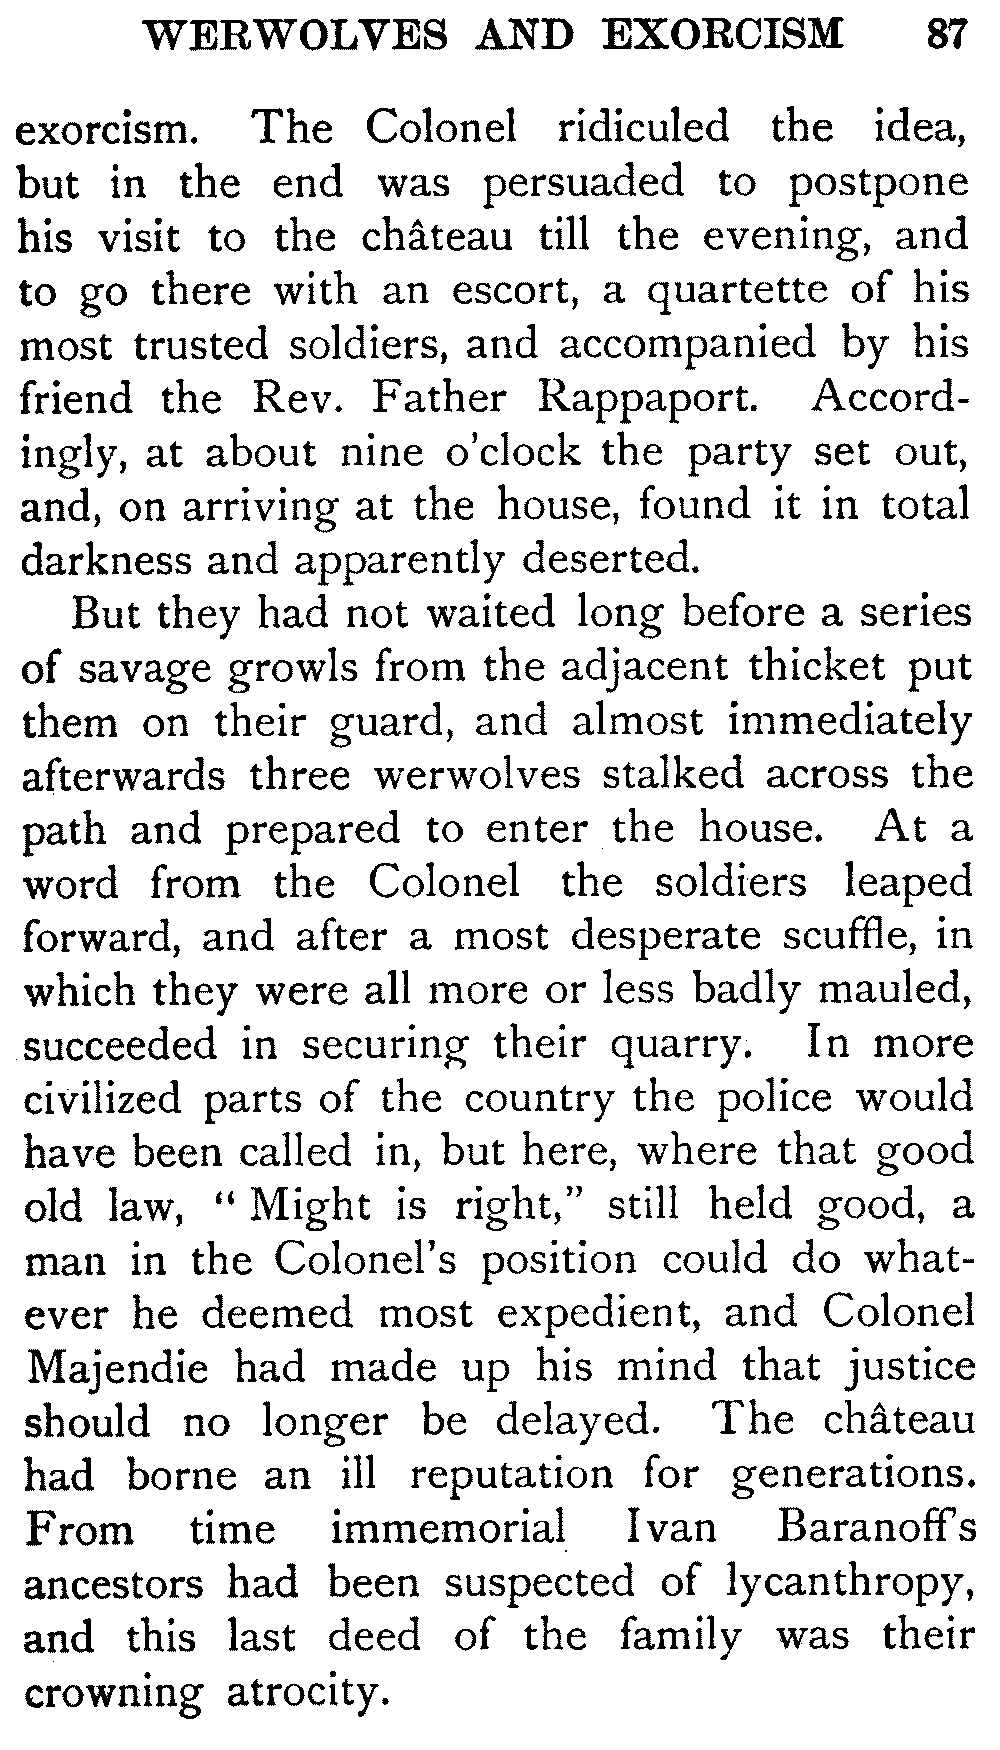 WERWOLVES AND EXORCISM 87
exorcism. The Colonel ridiculed the idea,
but in the end was persuaded to postpone
his visit to the château till the evening, and
to go there with an escort, a quartette of his
most trusted soldiers, and accompanied by his
friend the Rev. Father Rappaport. Accord-
ingly, at about nine o'clock the party set out,
and, on arriving at the house, found it in total
darkness and apparently deserted.
But they had not waited long before a series
of savage growls from the adjacent thicket put
them on their guard, and almost immediately
afterwards three werwolves stalked across the
path and prepared to enter the house. At a
word from the Colonel the soldiers leaped
forward, and after a most desperate scuffle, in
which they were all more or less badly mauled,
succeeded in securing their quarry. In more
civilized parts of the country the police would
have been called in, but here, where that good
old law, “Might is right,” still held good, a
man in the Colonel's position could do what-
ever he deemed most expedient, and Colonel
Majendie had made up his mind that justice
should no longer be delayed. The château
had borne an ill reputation for generations.
From time immemorial Ivan Baranoff's
ancestors had been suspected of lycanthropy,
and this last deed of the family was their
crowning atrocity.